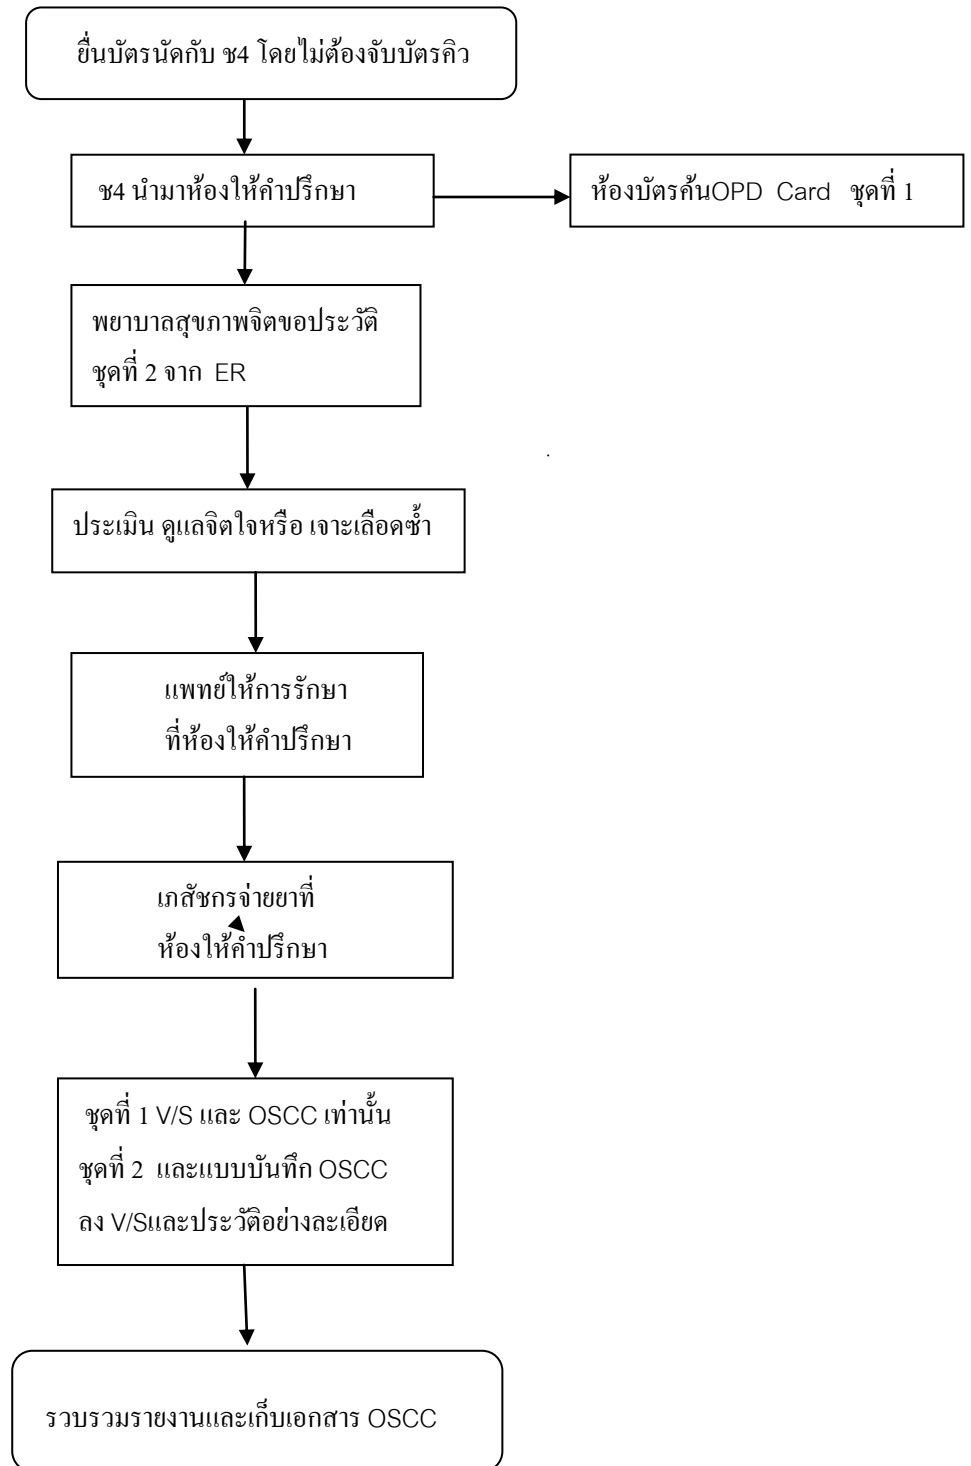 ยื่นบัตรนัดกับ ช4 โดยไม่ต้องจับบัตรคิว
ช4 นำมาห้องให้คำปรึกษา
ห้องบัตรค้นOPD Card ชุดที่ 1
พยาบาลสุขภาพจิตขอประวัติ
ชุดที่ 2 จาก ER
ประเมิน ดูแลจิตใจหรือ เจาะเลือดซ้ำ
แพทย์ให้การรักษา
ที่ห้องให้คำปรึกษา
เภสัชกรจ่ายยาที่
ห้องให้คำปรึกษา
ชุดที่ 1 V/S และ OSCC เท่านั้น
ชุดที่ 2 และแบบบันทึก OSCC
ลง V/Sและประวัติอย่างละเอียด
รวบรวมรายงานและเก็บเอกสาร OSCC